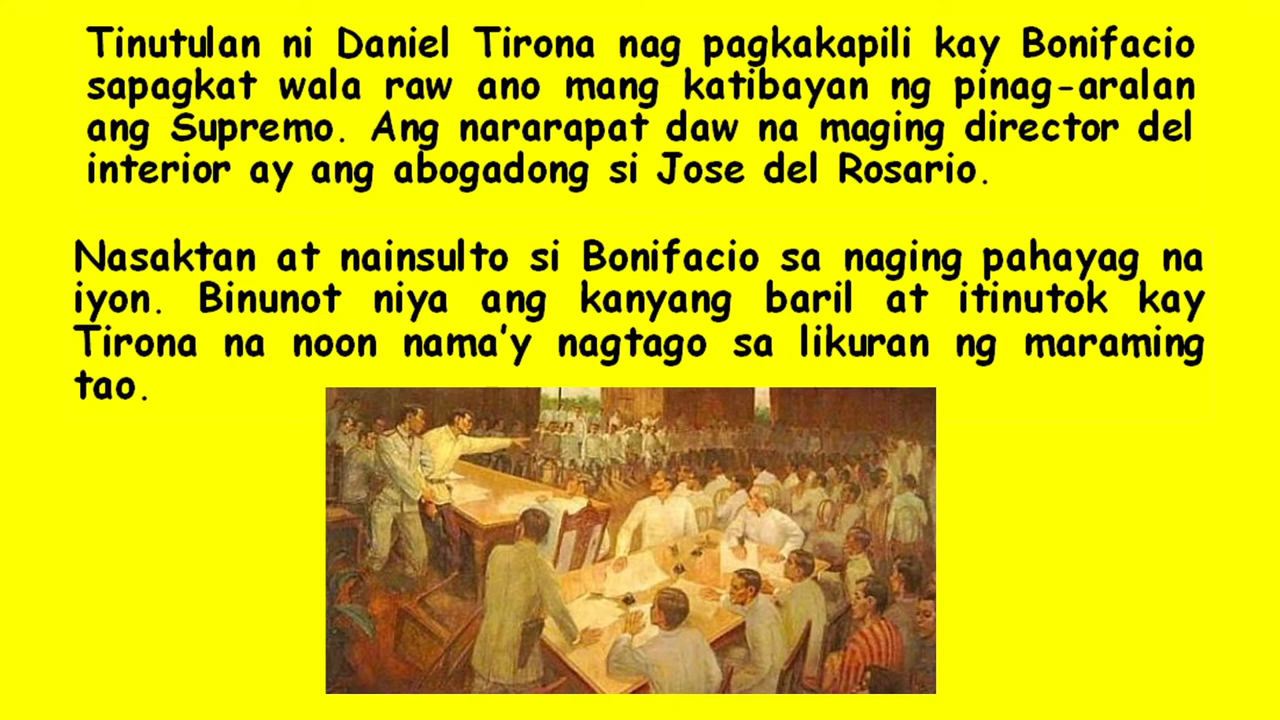 Tinutulan ni Daniel Tirona nag pagkakapili kay Bonifacio
sapagkat wala raw ano mang katibayan ng pinag-aralan
ang Supremo. Ang nararapat daw na maging director del
interior ay ang abogadong si Jose del Rosario.
Nasaktan at nainsulto si Bonifacio sa naging pahayag na
iyon. Binunot niya ang kanyang baril at itinutok kay
Tirona na noon nama'y nagtago sa likuran ng maraming
tao.